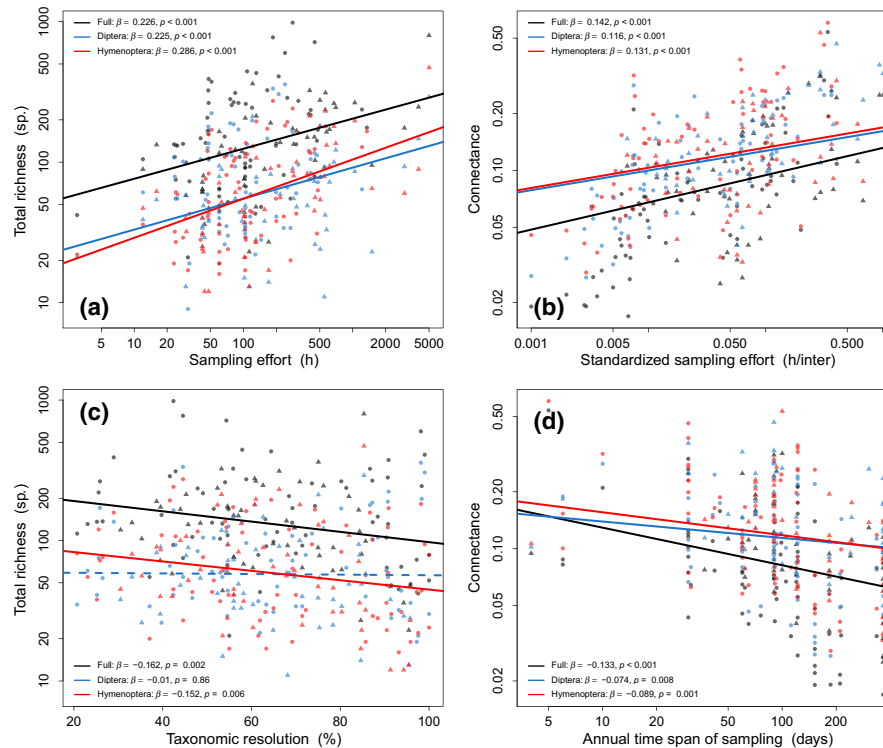 Full: β = 0.226, p < 0.001
Diptera: β = 0.225, p < 0.001
Hymenoptera: β = 0.286, p < 0.001
Total richness (sp.)
1000
500
200
100
50
20
10
(a)
5 10 20 50 100 200 500 2000 5000
Sampling effort (h)
Full: β = 0.142, p < 0.001
Diptera: β = 0.116, p < 0.001
Hymenoptera: β = 0.131, p < 0.001
Connectance
0.50
0.20
0.10
0.05
0.02
(b)
0.001 0.005 0.050 0.500
Standardized sampling effort (h/inter)
(c)
Total richness (sp.)
1000
500
200
100
50
20
10
Full: β = −0.162, p = 0.002
Diptera: β = −0.01, p = 0.86
Hymenoptera: β = −0.152, p = 0.006
20 40 60 80 100
Taxonomic resolution (%)
(d)
Connectance
0.50
0.20
0.10
0.05
0.02
Full: β = −0.133, p < 0.001
Diptera: β = −0.074, p = 0.008
Hymenoptera: β = −0.089, p = 0.001
5 10 20 50 100 200
Annual time span of sampling (days)